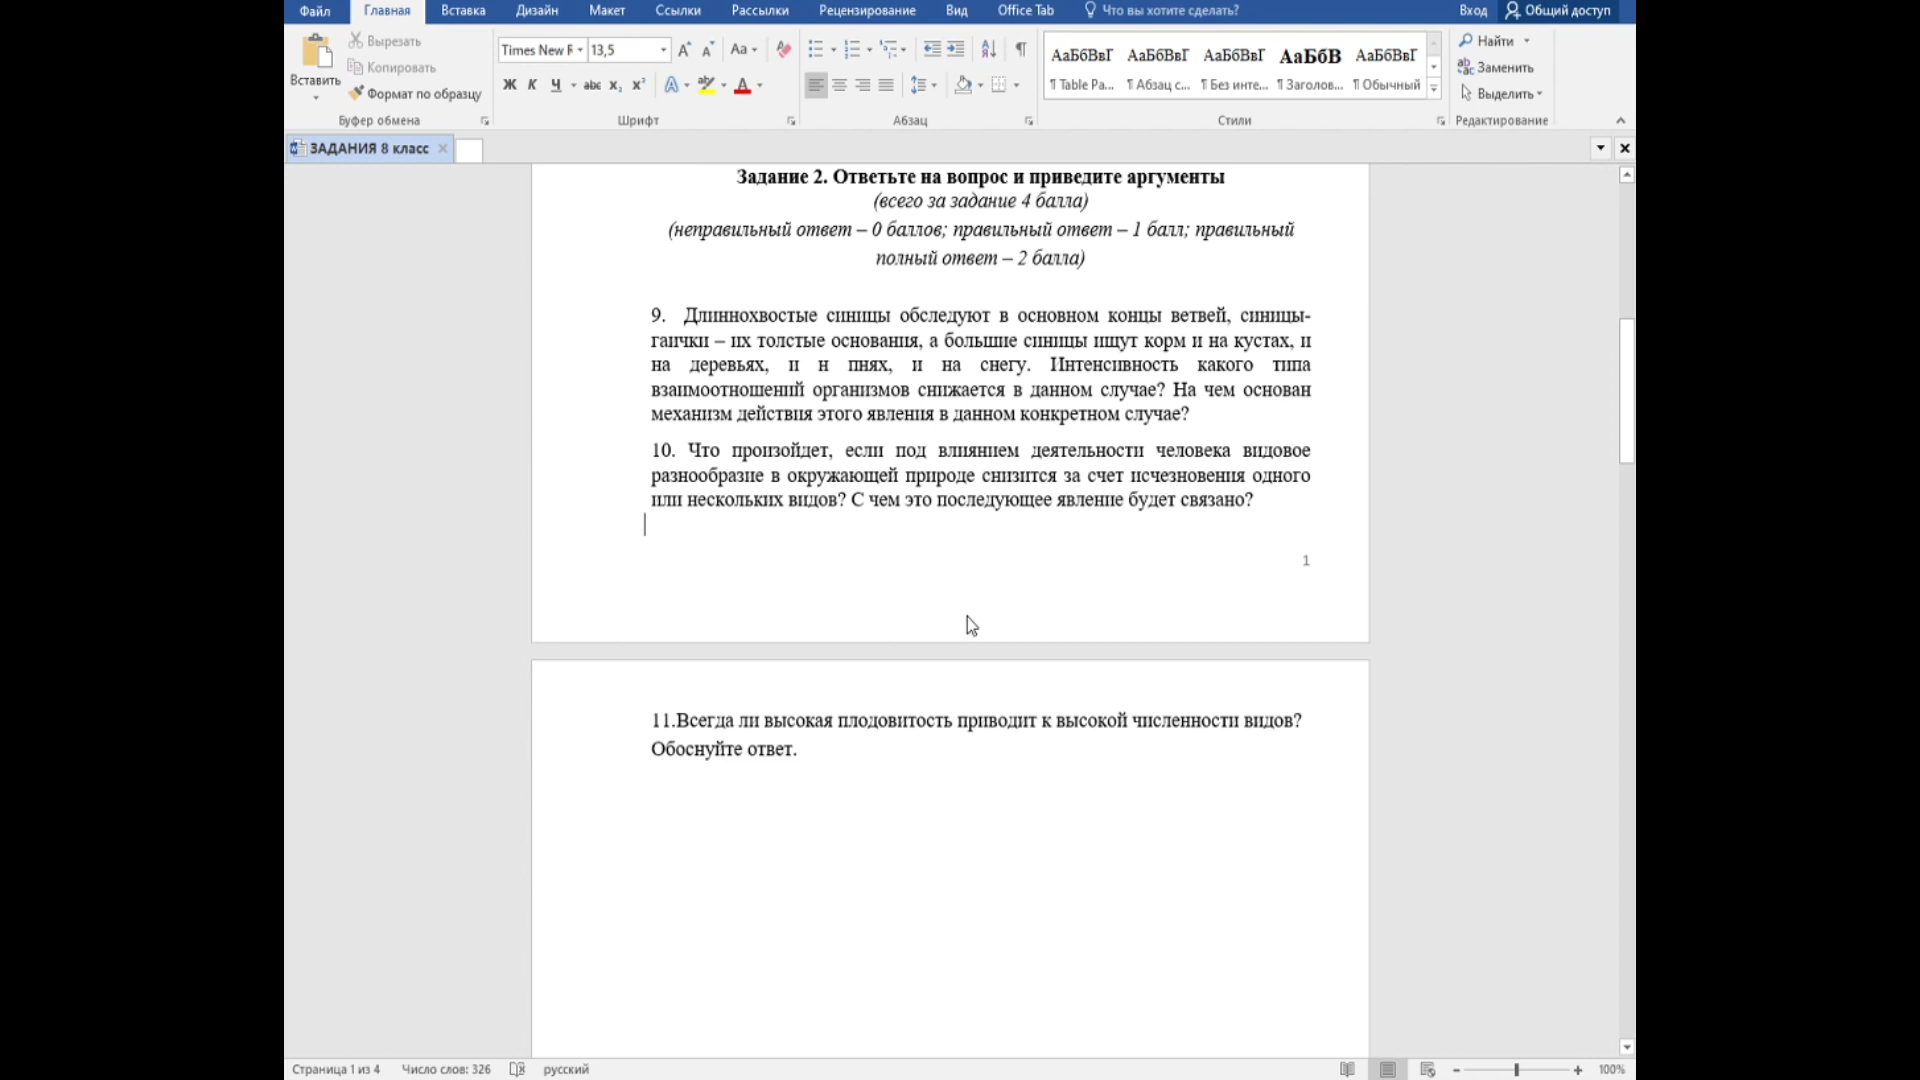 Файл Главная Вставка Дизайн Макет Ссылки Рассылки Рецензирование Вид Office Tab Что вы хотите сделать? Вход Общий доступ
Вставить
Вырезать
Копировать
Формат по образцу
Буфер обмена
Times New F 13,5
Aa
Ж К Ч abc x₂ x²
Шрифт
Абзац
АаБбВвГ АаБбВвГ АаБбВвГ АаБбВ АаБбВвГ
¶ Table Pa... ¶ Абзац с... ¶ Без инте... ¶ Заголов... ¶ Обычный
Стили
Найти
Заменить
Выделить
Редактирование
ЗАДАНИЯ 8 класс
Задание 2. Ответьте на вопрос и приведите аргументы
(всего за задание 4 балла)
(неправильный ответ – 0 баллов; правильный ответ – 1 балл; правильный
полный ответ – 2 балла)
9. Длиннохвостые синицы обследуют в основном концы ветвей, синицы-
гаички – их толстые основания, а большие синицы ищут корм и на кустах, и
на деревьях, и н пнях, и на снегу. Интенсивность какого типа
взаимоотношений организмов снижается в данном случае? На чем основан
механизм действия этого явления в данном конкретном случае?
10. Что произойдет, если под влиянием деятельности человека видовое
разнообразие в окружающей природе снизится за счет исчезновения одного
или нескольких видов? С чем это последующее явление будет связано?
1
11.Всегда ли высокая плодовитость приводит к высокой численности видов?
Обоснуйте ответ.
Страница 1 из 4 Число слов: 326 русский 100%